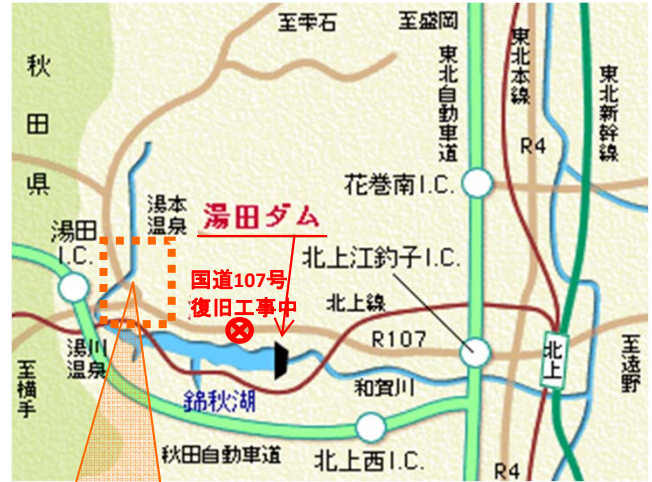 至雫石
至盛岡
秋田県
東北自動車道
東北本線
東北新幹線
R4
花巻南I.C.
湯本
温泉
湯田ダム
湯田
I.C.
北上江釣子I.C.
国道107号
復旧工事中
北上線
R107
北上
至遠野
湯川
温泉
至横手
錦秋湖
和賀川
秋田自動車道
北上西I.C.
R4